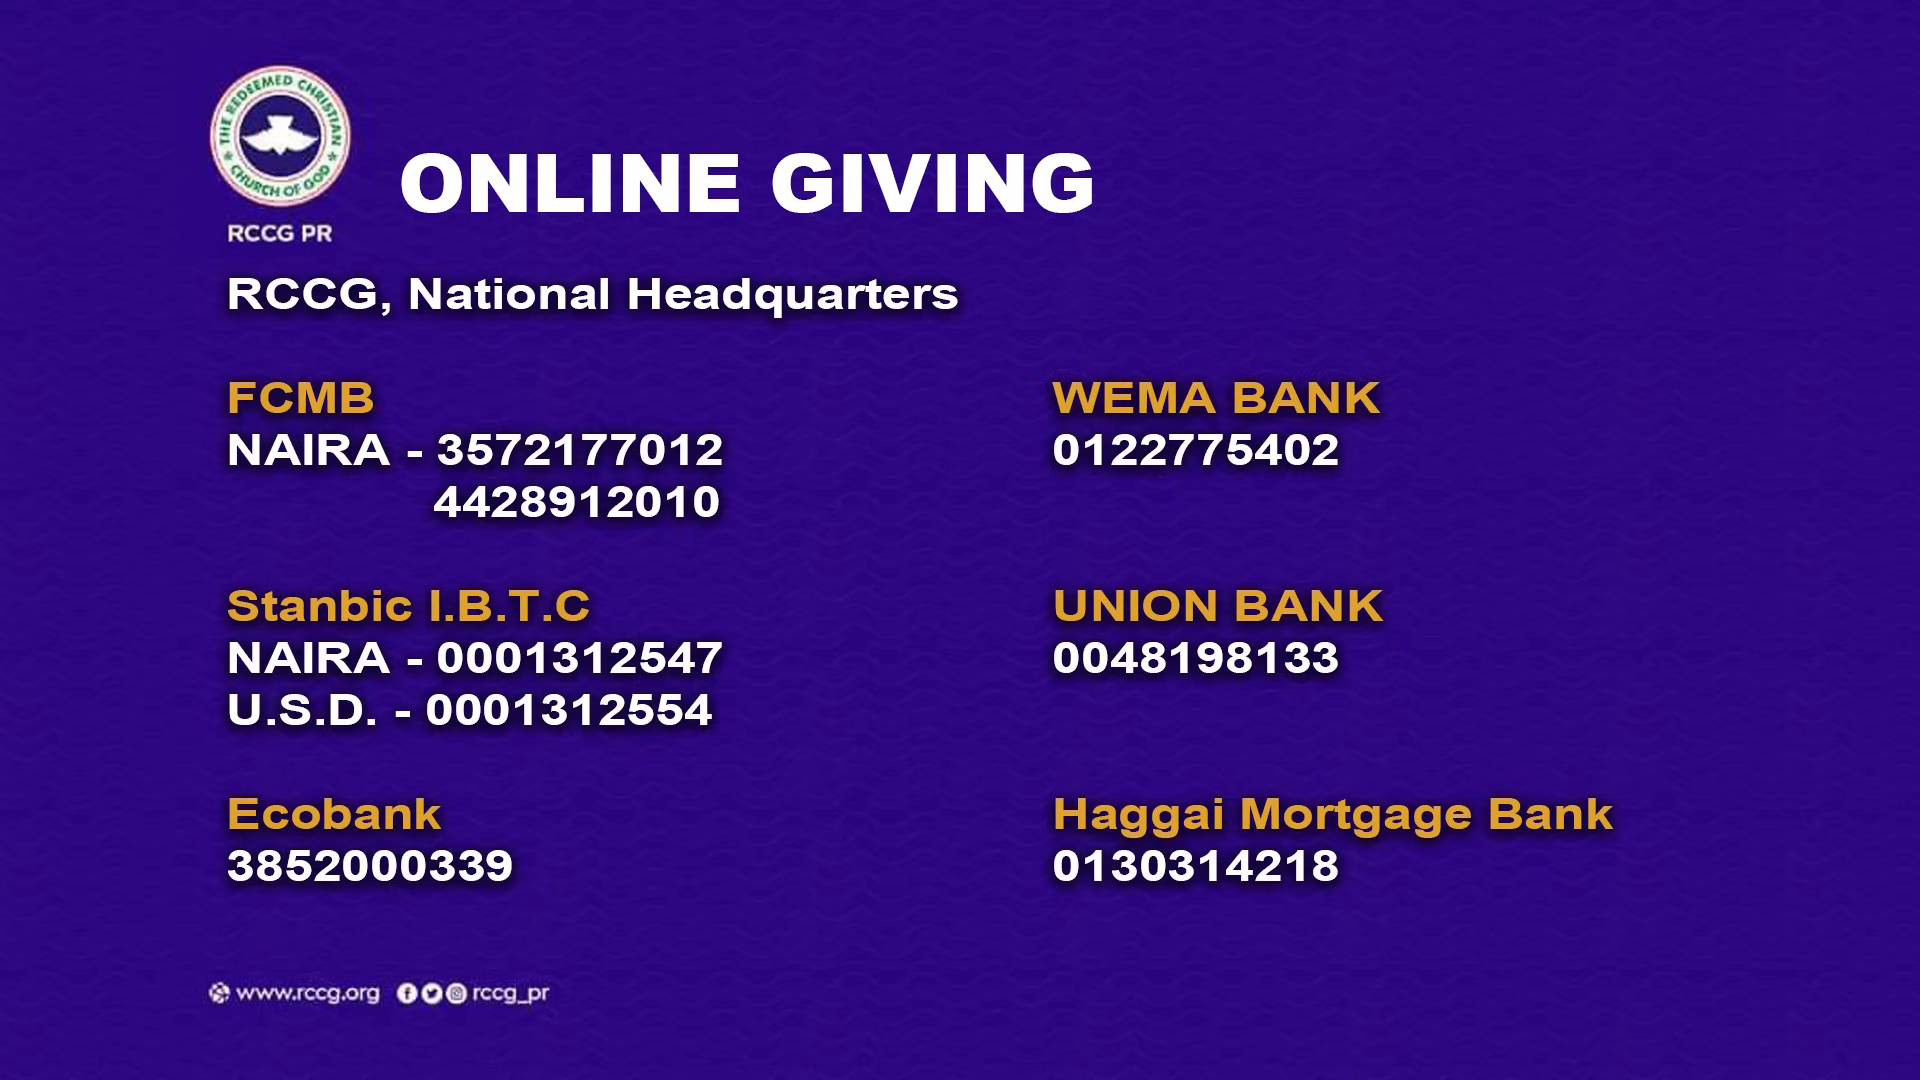 THE REDEEMED CHRISTIAN
CHURCH OF GOD
RCCG PR
ONLINE GIVING
RCCG, National Headquarters
FCMB
NAIRA - 3572177012
4428912010
Stanbic I.B.T.C
NAIRA - 0001312547
U.S.D. - 0001312554
Ecobank
3852000339
WEMA BANK
0122775402
UNION BANK
0048198133
Haggai Mortgage Bank
0130314218
www.rccg.org rccg_pr